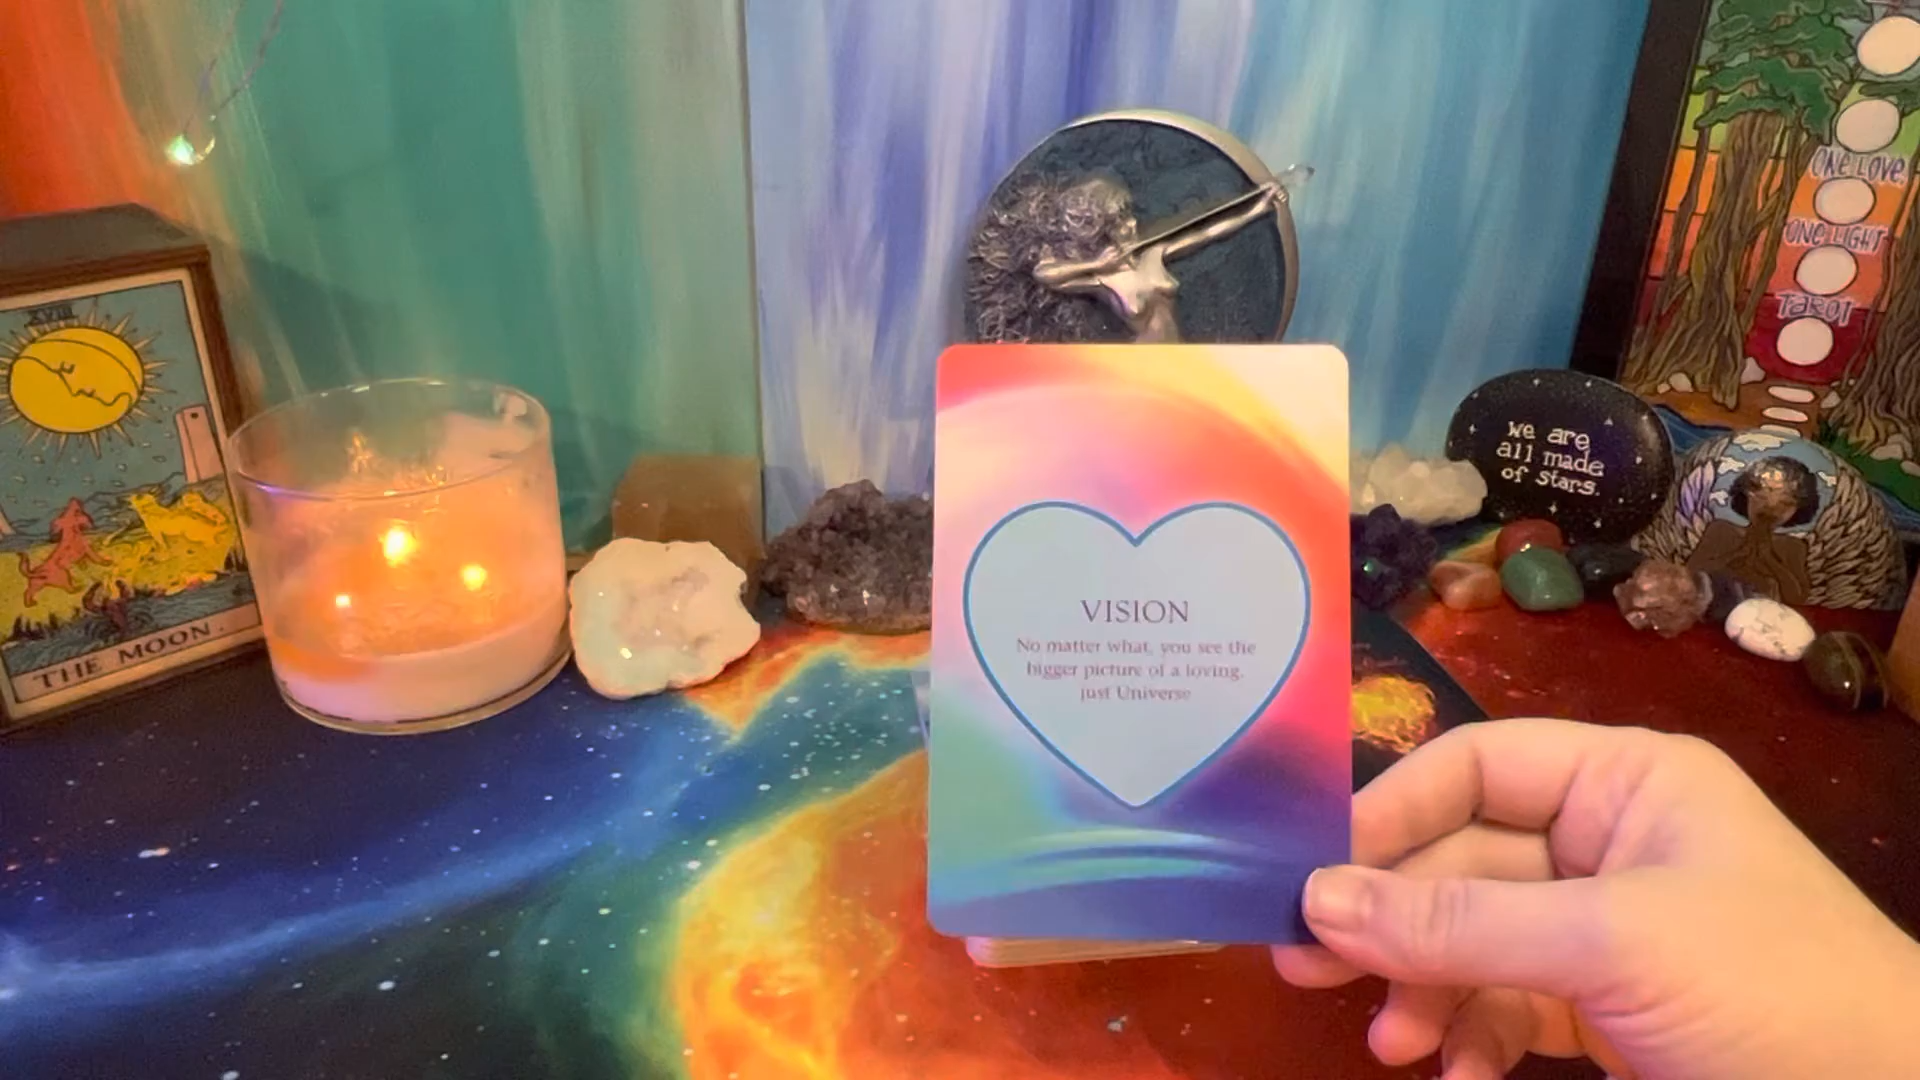 XVIII
THE MOON.
VISION
No matter what, you see the
bigger picture of a loving,
just Universe
we are
all made
of stars.
ONE LOVE
ONE LIGHT
TAROT